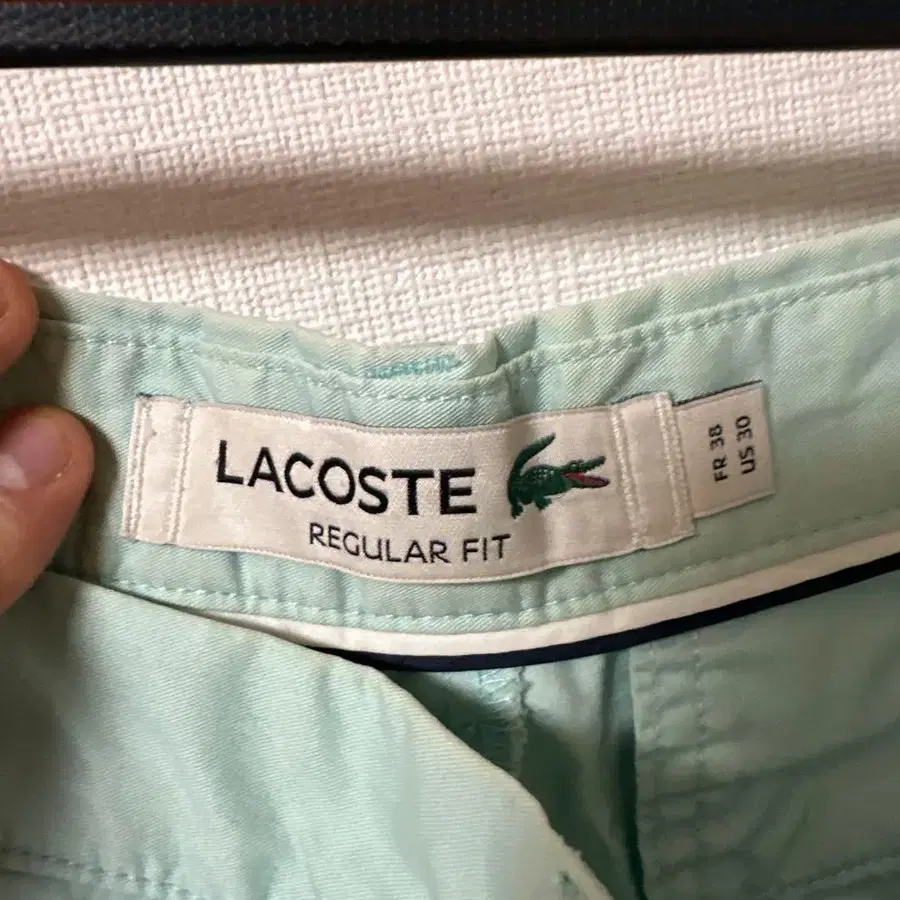 LACOSTE
REGULAR FIT
FR 38
US 30